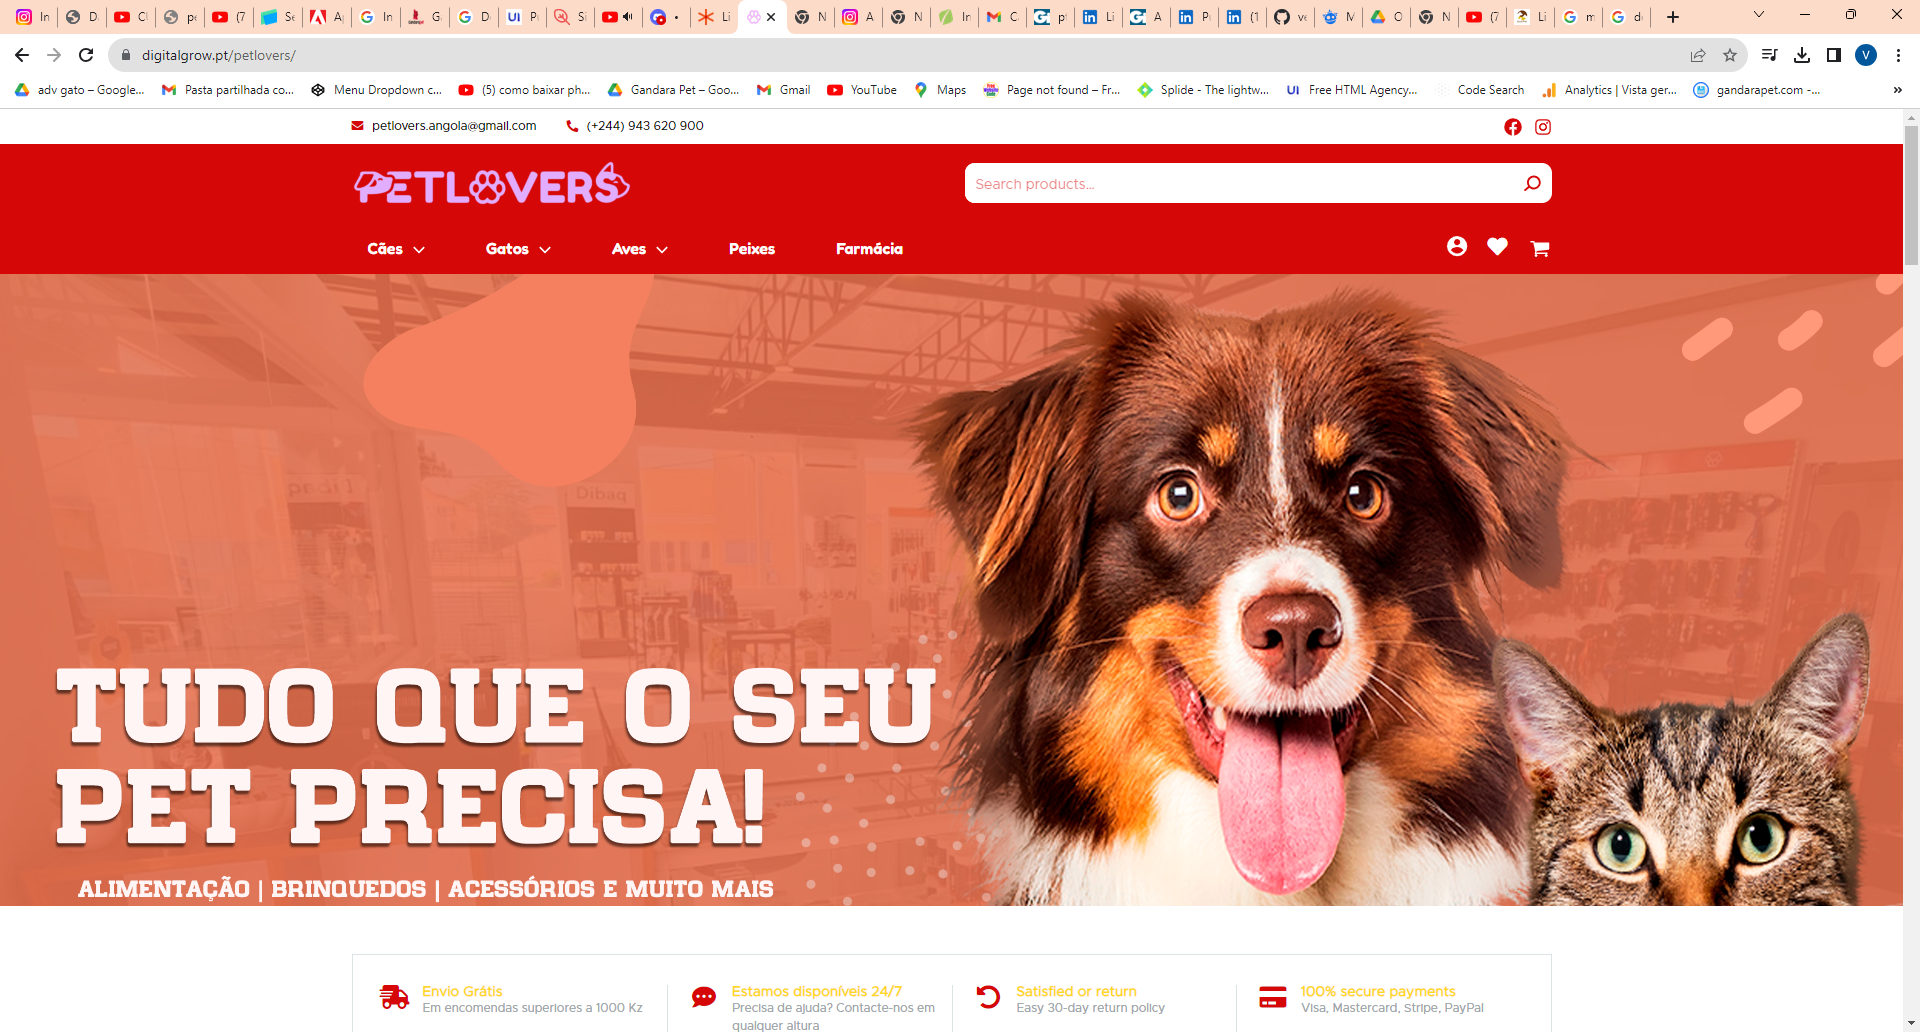 digitalgrow.pt/petlovers/
adv gato – Google...
Pasta partilhada co...
Menu Dropdown c...
(5) como baixar ph...
Gandara Pet – Goo...
Gmail
YouTube
Maps
Page not found – Fr...
Splide - The lightw...
Free HTML Agency...
Code Search
Analytics | Vista ger...
gandarapet.com -...
petlovers.angola@gmail.com
(+244) 943 620 900
PETLOVERS
Search products...
Cães
Gatos
Aves
Peixes
Farmácia
Dibaq
TUDO QUE O SEU
PET PRECISA!
ALIMENTAÇÃO | BRINQUEDOS | ACESSÓRIOS E MUITO MAIS
Envio Grátis
Em encomendas superiores a 1000 Kz
Estamos disponíveis 24/7
Precisa de ajuda? Contacte-nos em
qualquer altura
Satisfied or return
Easy 30-day return policy
100% secure payments
Visa, Mastercard, Stripe, PayPal